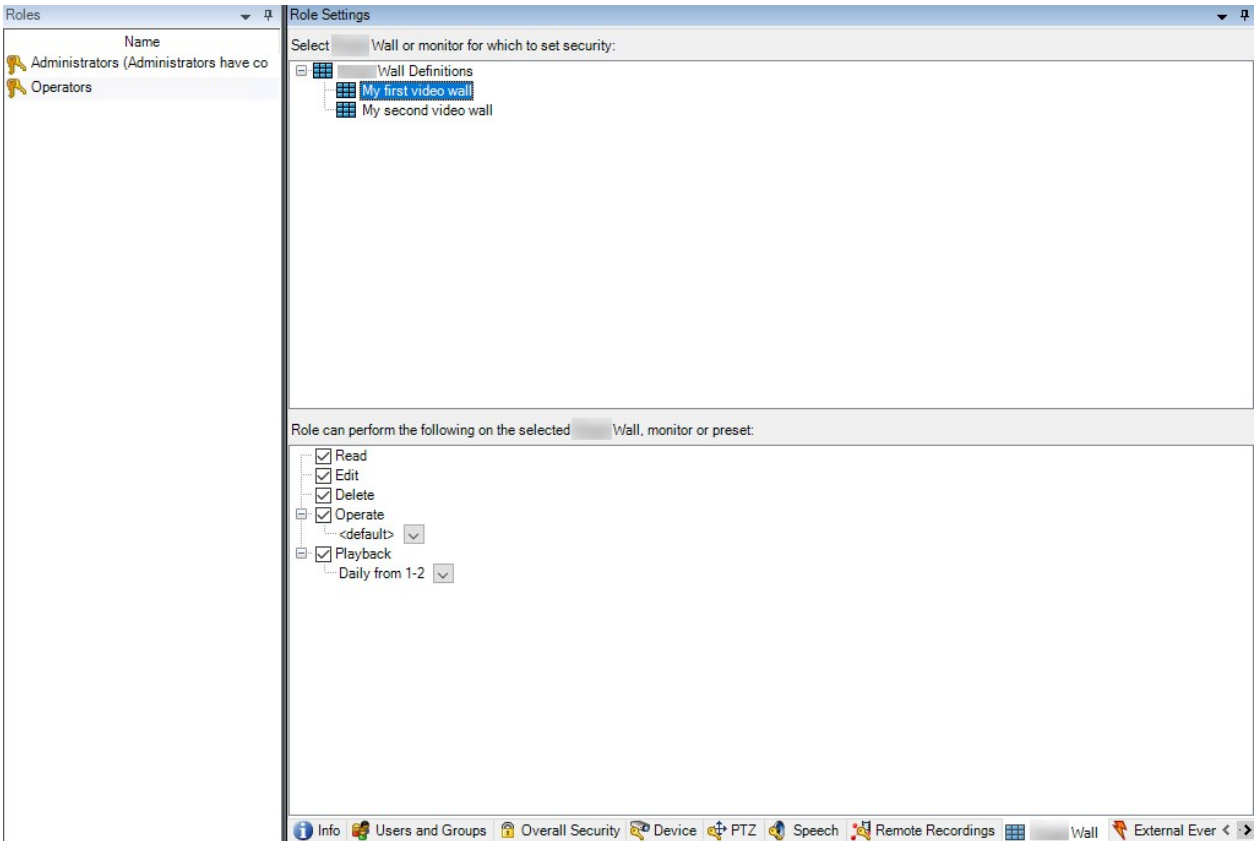 Roles
Name
Administrators (Administrators have co
Operators
Role Settings
Select Wall or monitor for which to set security:
Wall Definitions
My first video wall
My second video wall
Role can perform the following on the selected Wall, monitor or preset:
Read
Edit
Delete
Operate
<default>
Playback
Daily from 1-2
Info Users and Groups Overall Security Device PTZ Speech Remote Recordings Wall External Ever